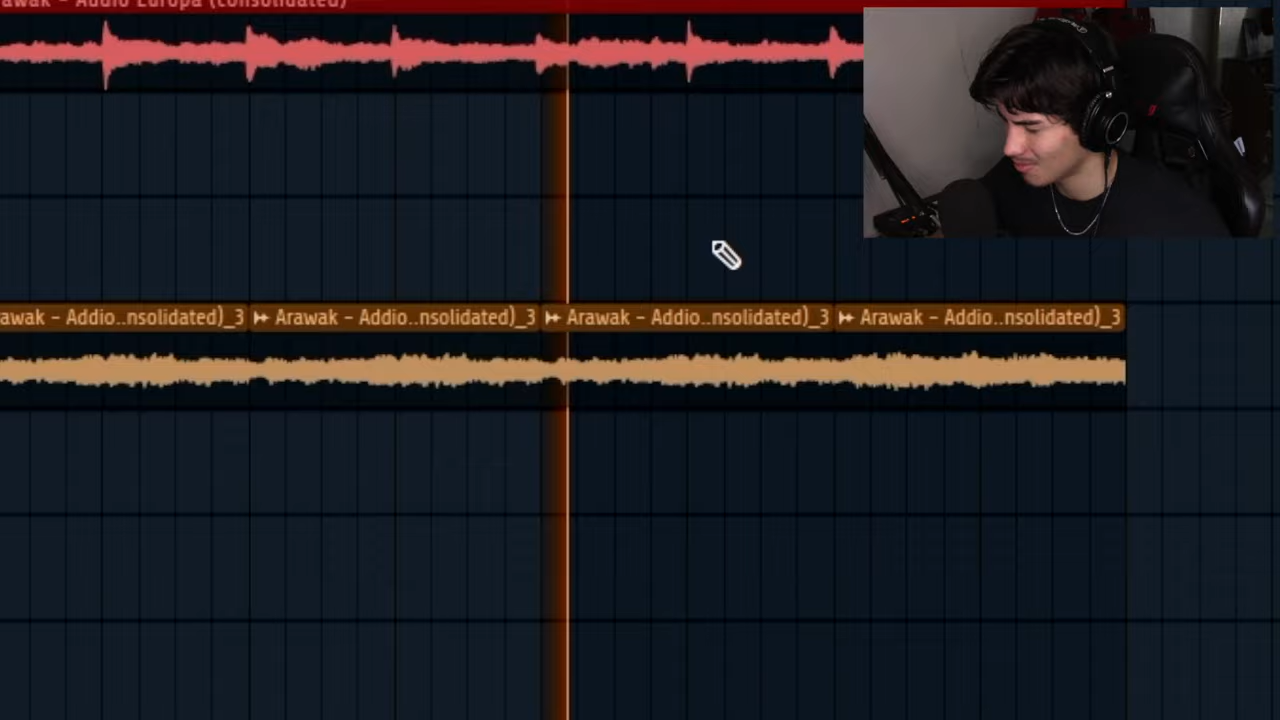 awak - Addio Europa (consolidated)
awak - Addio..nsolidated)_3
Arawak - Addio..nsolidated)_3
Arawak - Addio..nsolidated)_3
Arawak - Addio..nsolidated)_3